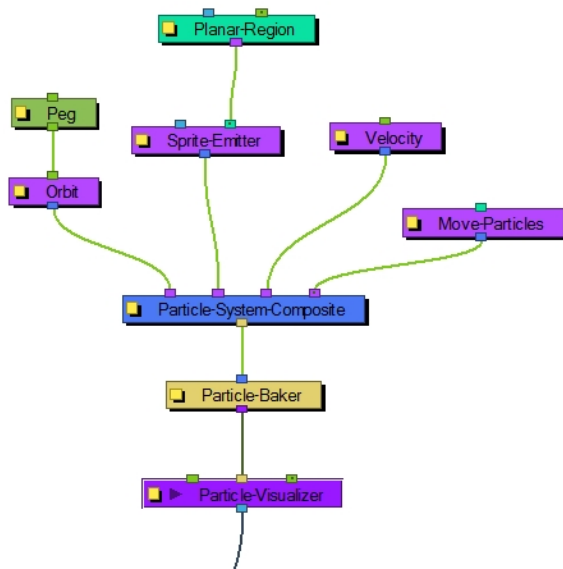 Planar-Region
Peg
Sprite-Emitter
Velocity
Orbit
Move-Particles
Particle-System-Composite
Particle-Baker
Particle-Visualizer